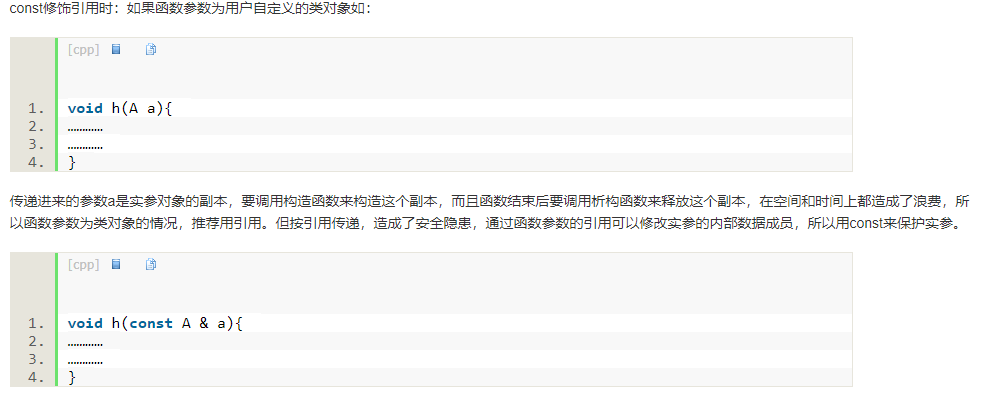 const修饰引用时：如果函数参数为用户自定义的类对象如：
[cpp]
1. void h(A a){
2. …………
3. …………
4. }
传递进来的参数a是实参对象的副本，要调用构造函数来构造这个副本，而且函数结束后要调用析构函数来释放这个副本，在空间和时间上都造成了浪费，所
以函数参数为类对象的情况，推荐用引用。但按引用传递，造成了安全隐患，通过函数参数的引用可以修改实参的内部数据成员，所以用const来保护实参。
[cpp]
1. void h(const A & a){
2. …………
3. …………
4. }